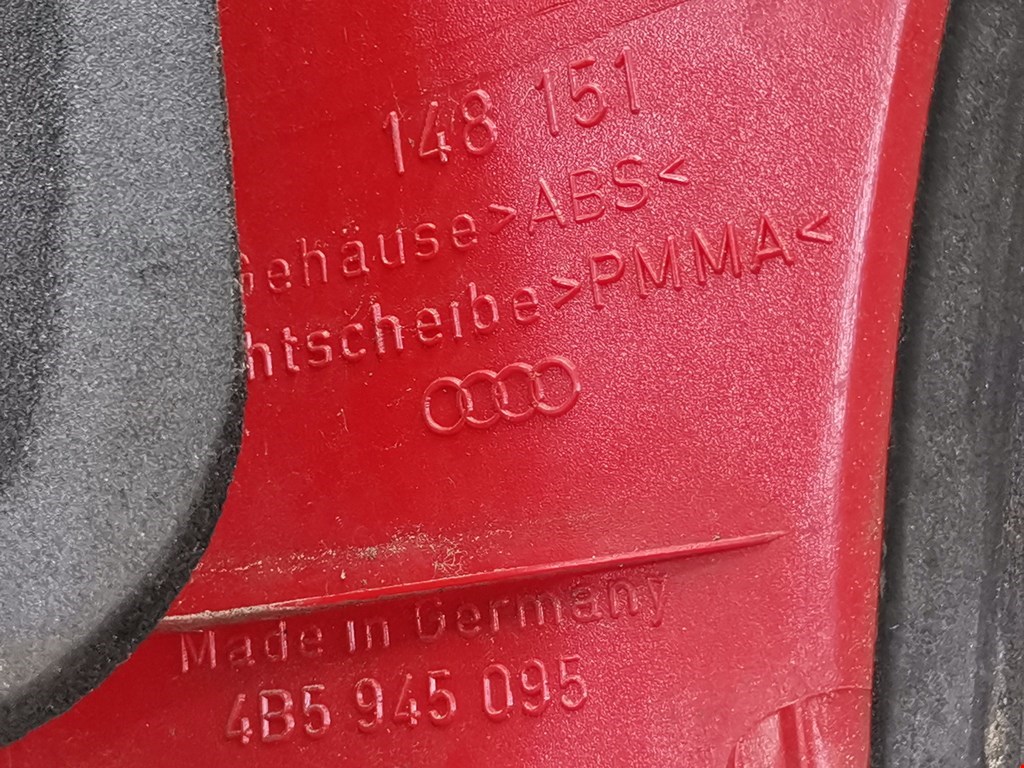 148 151
Gehäuse>ABS<
htscheibe>PMMA<
Made in Germany
4B5 945 095